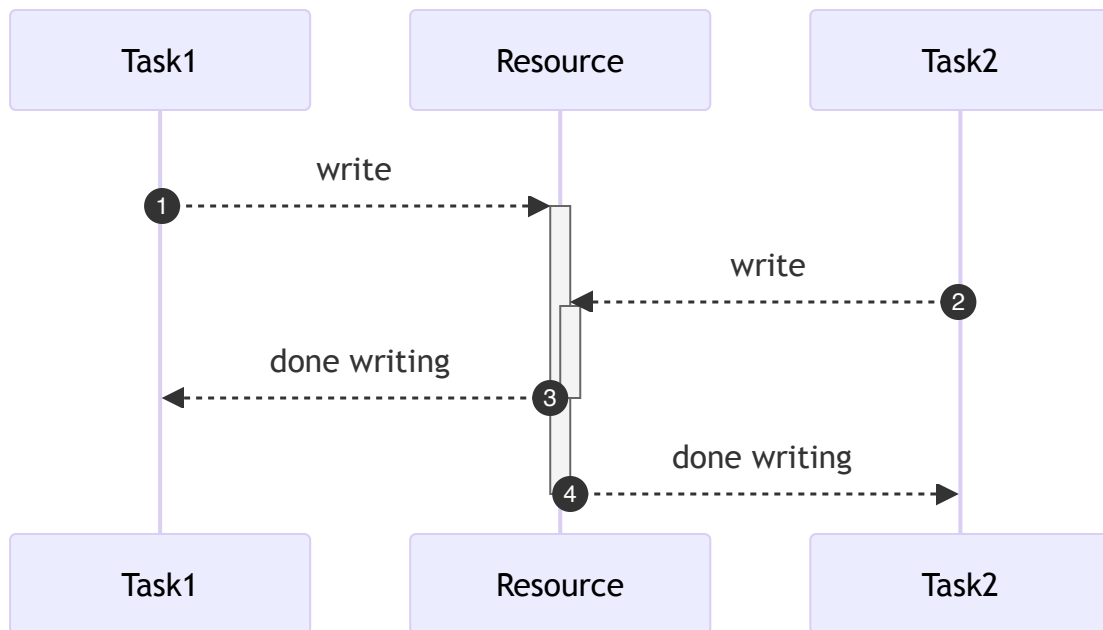 Task1
Resource
Task2
write
1
write
2
done writing
3
done writing
4
Task1
Resource
Task2